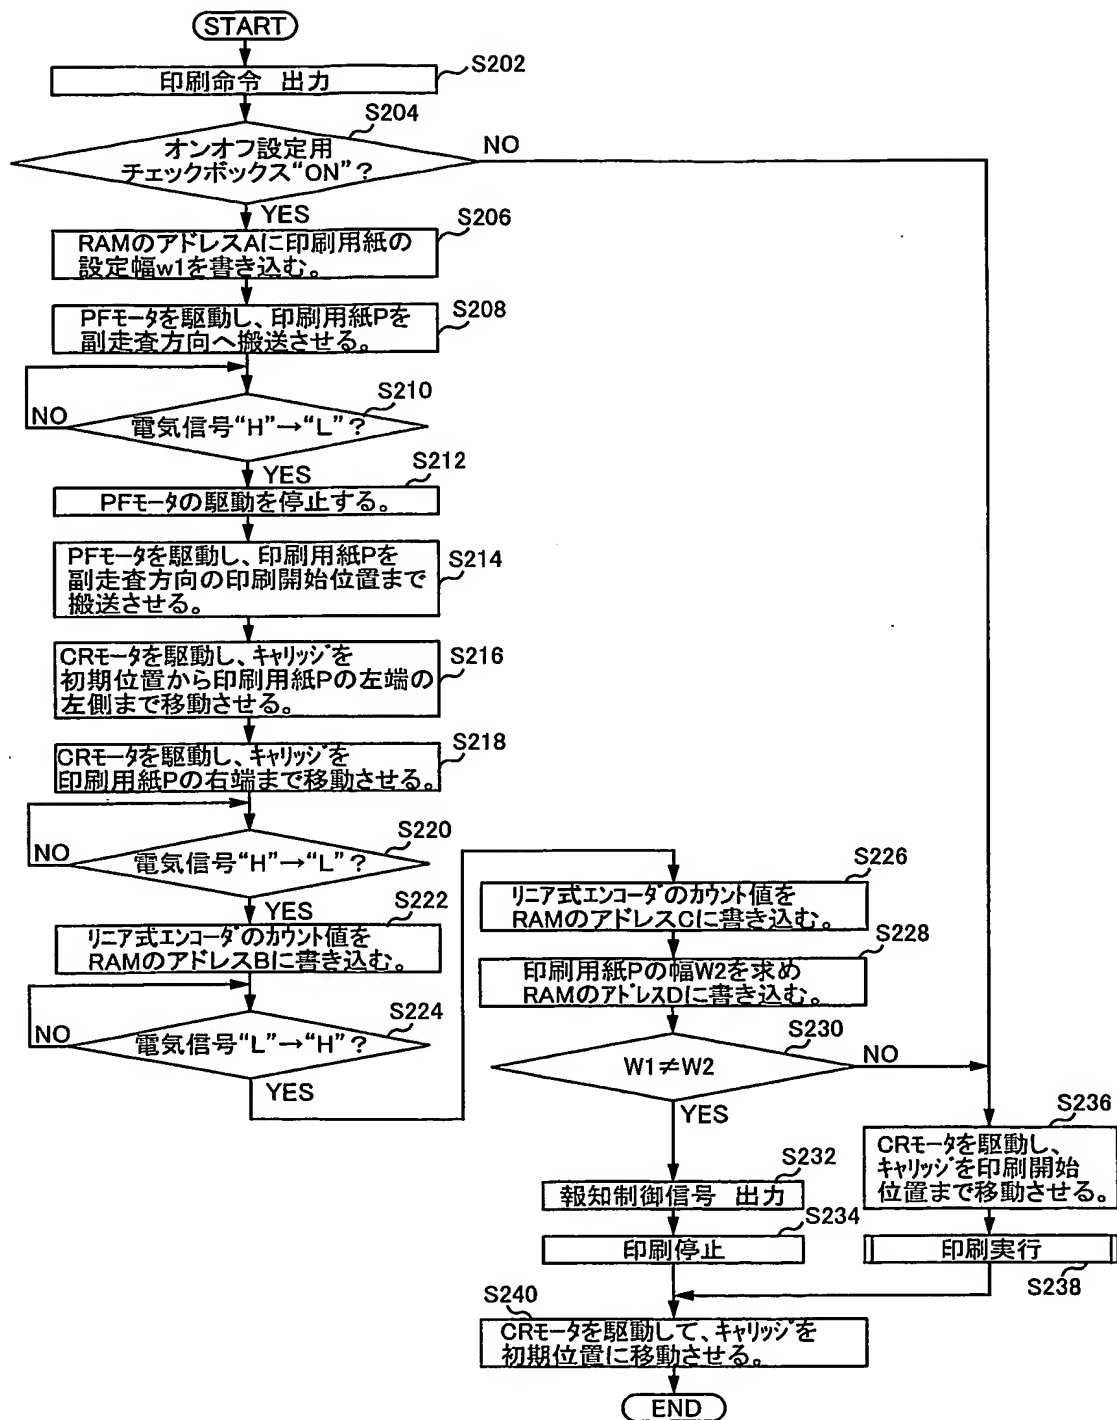 START
印刷命令 出力
S202
S204
オンオフ設定用
チェックボックス“ON”?
NO
YES
S206
RAMのアドレスAに印刷用紙の
設定幅w1を書き込む。
S208
PFモータを駆動し、印刷用紙Pを
副走査方向へ搬送させる。
S210
NO
電気信号“H”→“L”?
YES
S212
PFモータの駆動を停止する。
S214
PFモータを駆動し、印刷用紙Pを
副走査方向の印刷開始位置まで
搬送させる。
S216
CRモータを駆動し、キャリッジを
初期位置から印刷用紙Pの左端の
左側まで移動させる。
S218
CRモータを駆動し、キャリッジを
印刷用紙Pの右端まで移動させる。
S220
NO
電気信号“H”→“L”?
YES
S222
リニア式エンコーダのカウント値を
RAMのアドレスBに書き込む。
S224
NO
電気信号“L”→“H”?
YES
S226
リニア式エンコーダのカウント値を
RAMのアドレスCに書き込む。
S228
印刷用紙Pの幅W2を求め
RAMのアドレスDに書き込む。
S230
W1≠W2
NO
YES
S232
報知制御信号 出力
S234
印刷停止
S236
CRモータを駆動し、
キャリッジを印刷開始
位置まで移動させる。
印刷実行
S238
S240
CRモータを駆動して、キャリッジを
初期位置に移動させる。
END